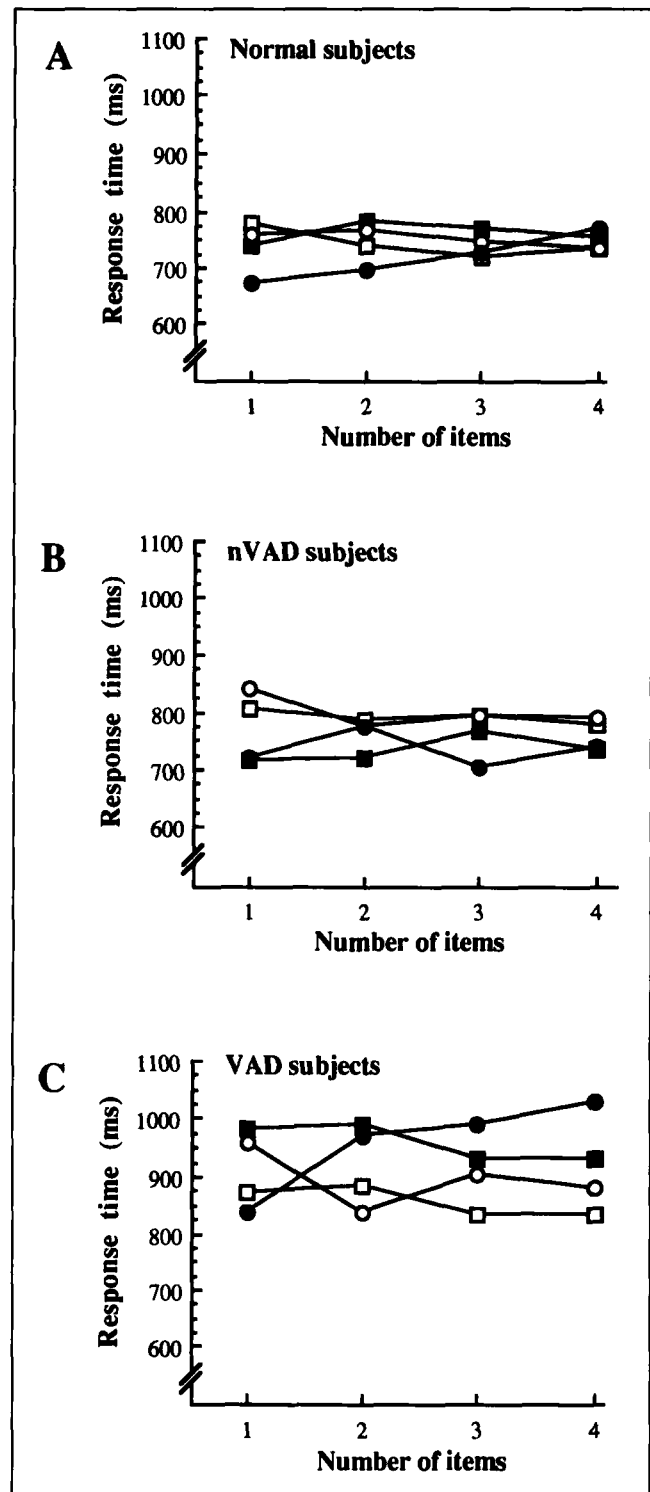 A
Normal subjects
1100
1000
900
800
700
600
Response time (ms)
1 2 3 4
Number of items
B
nVAD subjects
1100
1000
900
800
700
600
Response time (ms)
1 2 3 4
Number of items
C
VAD subjects
1100
1000
900
800
700
600
Response time (ms)
1 2 3 4
Number of items